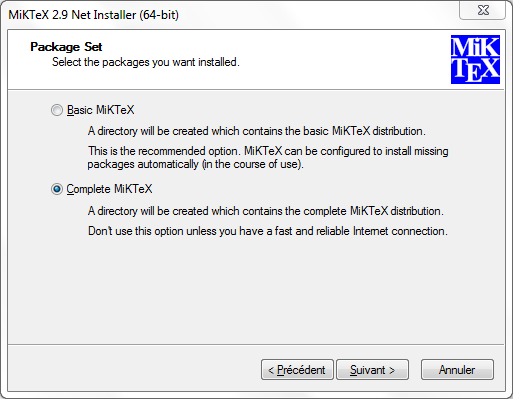 MiKTeX 2.9 Net Installer (64-bit)
Package Set
Select the packages you want installed.
MiK
TEX
Basic MiKTeX
A directory will be created which contains the basic MiKTeX distribution.
This is the recommended option. MiKTeX can be configured to install missing
packages automatically (in the course of use).
Complete MiKTeX
A directory will be created which contains the complete MiKTeX distribution.
Don't use this option unless you have a fast and reliable Internet connection.
< Précédent
Suivant >
Annuler